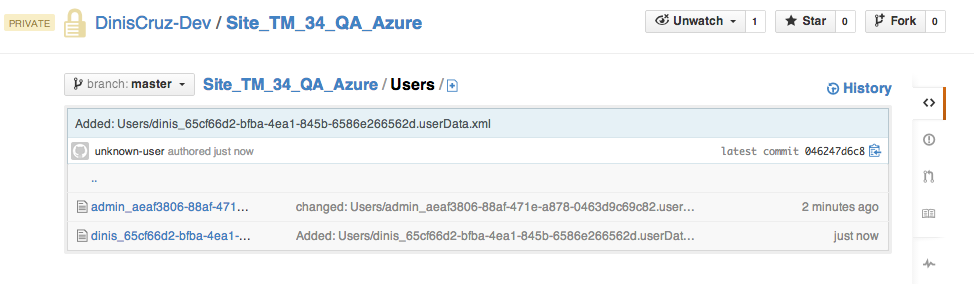 PRIVATE DinisCruz-Dev / Site_TM_34_QA_Azure Unwatch 1 Star 0 Fork 0
branch: master Site_TM_34_QA_Azure / Users / History
Added: Users/dinis_65cf66d2-bfba-4ea1-845b-6586e266562d.userData.xml
unknown-user authored just now latest commit 046247d6c8
..
admin_aeaf3806-88af-471... changed: Users/admin_aeaf3806-88af-471e-a878-0463d9c69c82.user... 2 minutes ago
dinis_65cf66d2-bfba-4ea1-... Added: Users/dinis_65cf66d2-bfba-4ea1-845b-6586e266562d.userDat... just now